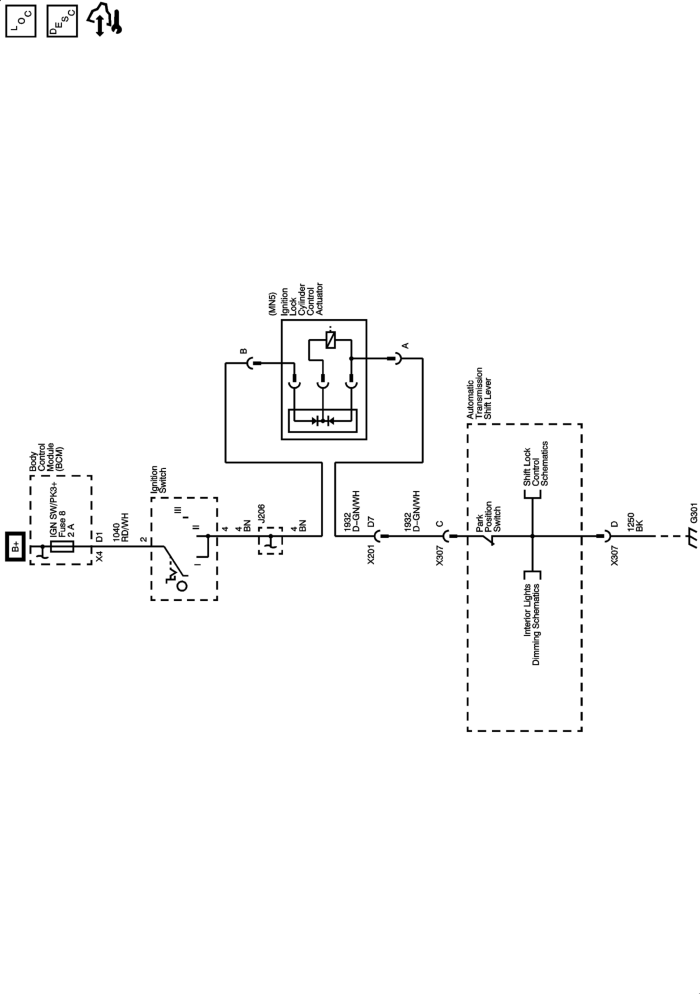 LOC
DESC
(MN5)
Ignition
Lock
Cylinder
Control
Actuator
B
A
Automatic
Transmission
Shift Lever
Body
Control
Module
(BCM)
Ignition
Switch
B+
IGN SW/PK3+
Fuse 8
2 A
D1
X4
1040
RD/WH
2
III
II
I
4
4
BN
J206
4
BN
1932
D-GN/WH
D7
X201
1932
D-GN/WH
C
X307
Park
Position
Switch
Shift Lock
Control
Schematics
Interior Lights
Dimming Schematics
D
X307
1250
BK
G301